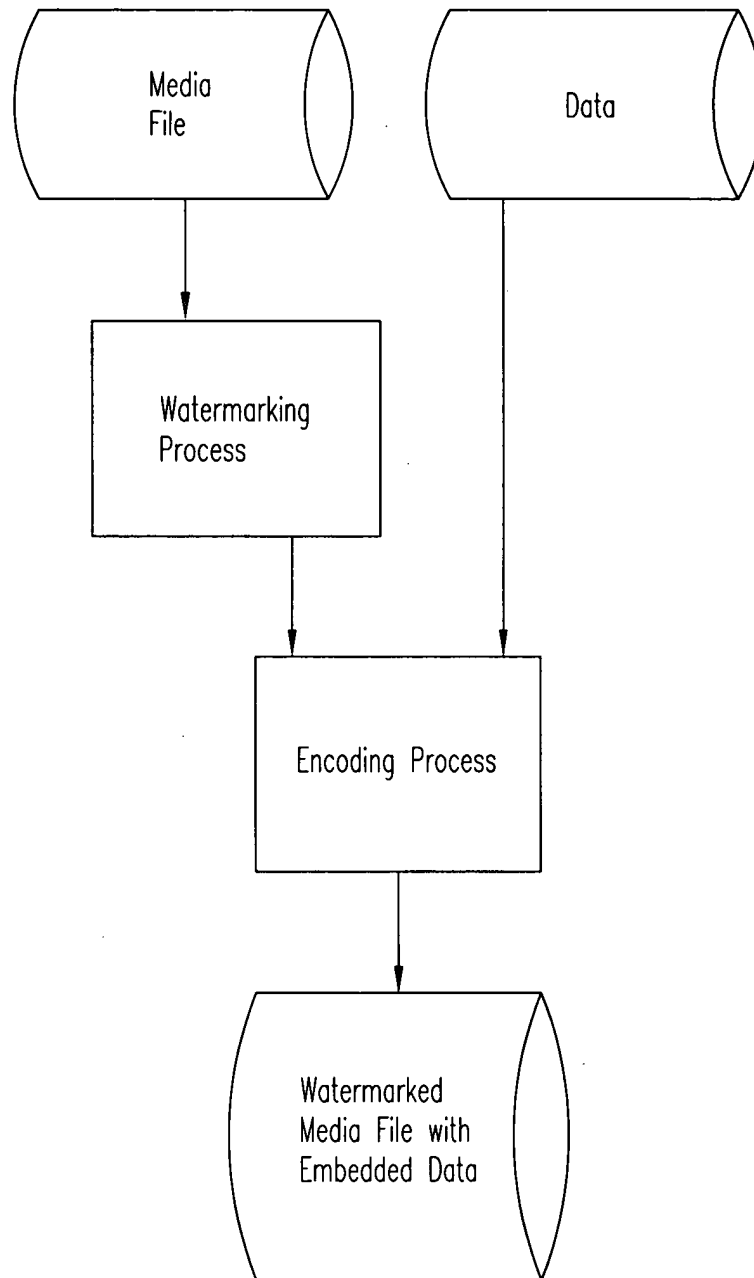 Media
File
Data
Watermarking
Process
Encoding Process
Watermarked
Media File with
Embedded Data